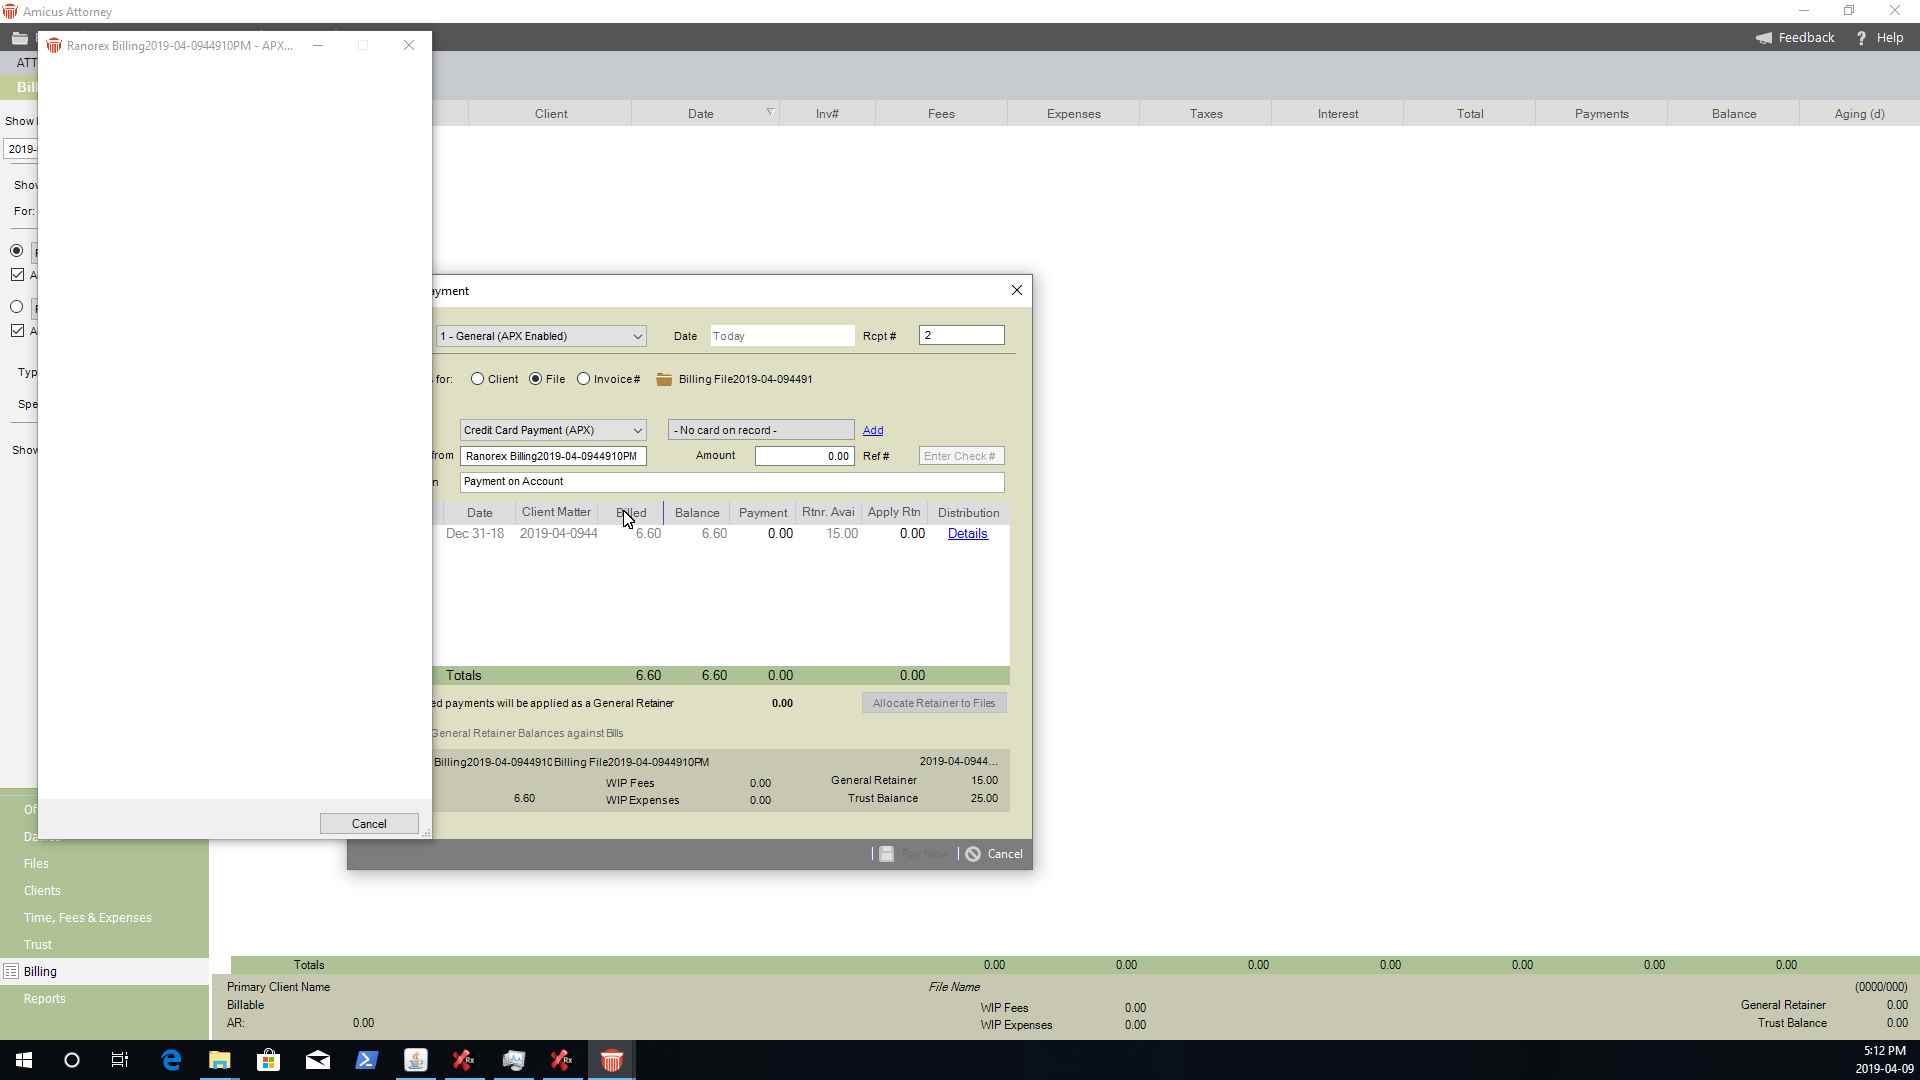 Amicus Attorney
Feedback
Help
Ranorex Billing2019-04-0944910PM - APX...
ATT
Bill
Client Date Inv# Fees Expenses Taxes Interest Total Payments Balance Aging (d)
Show
2019-
Show
For:
A
A
Typ
Spe
Show
ayment
1 - General (APX Enabled) Date Today Rcpt # 2
for: Client File Invoice # Billing File2019-04-094491
Credit Card Payment (APX) - No card on record - Add
from Ranorex Billing2019-04-0944910PM Amount 0.00 Ref # Enter Check #
n Payment on Account
Date Client Matter Billed Balance Payment Rtnr. Avai Apply Rtn Distribution
Dec 31-18 2019-04-0944 6.60 6.60 0.00 15.00 0.00 Details
Totals 6.60 6.60 0.00 0.00
ed payments will be applied as a General Retainer 0.00 Allocate Retainer to Files
General Retainer Balances against Bills
Billing2019-04-094491C Billing File2019-04-0944910PM 2019-04-0944...
WIP Fees 0.00 General Retainer 15.00
6.60 WIP Expenses 0.00 Trust Balance 25.00
Cancel
Pay Now Cancel
Of
Da
Files
Clients
Time, Fees & Expenses
Trust
Billing
Reports
Totals 0.00 0.00 0.00 0.00 0.00 0.00 0.00
Primary Client Name File Name (0000/000)
Billable WIP Fees 0.00 General Retainer 0.00
AR: 0.00 WIP Expenses 0.00 Trust Balance 0.00
5:12 PM
2019-04-09